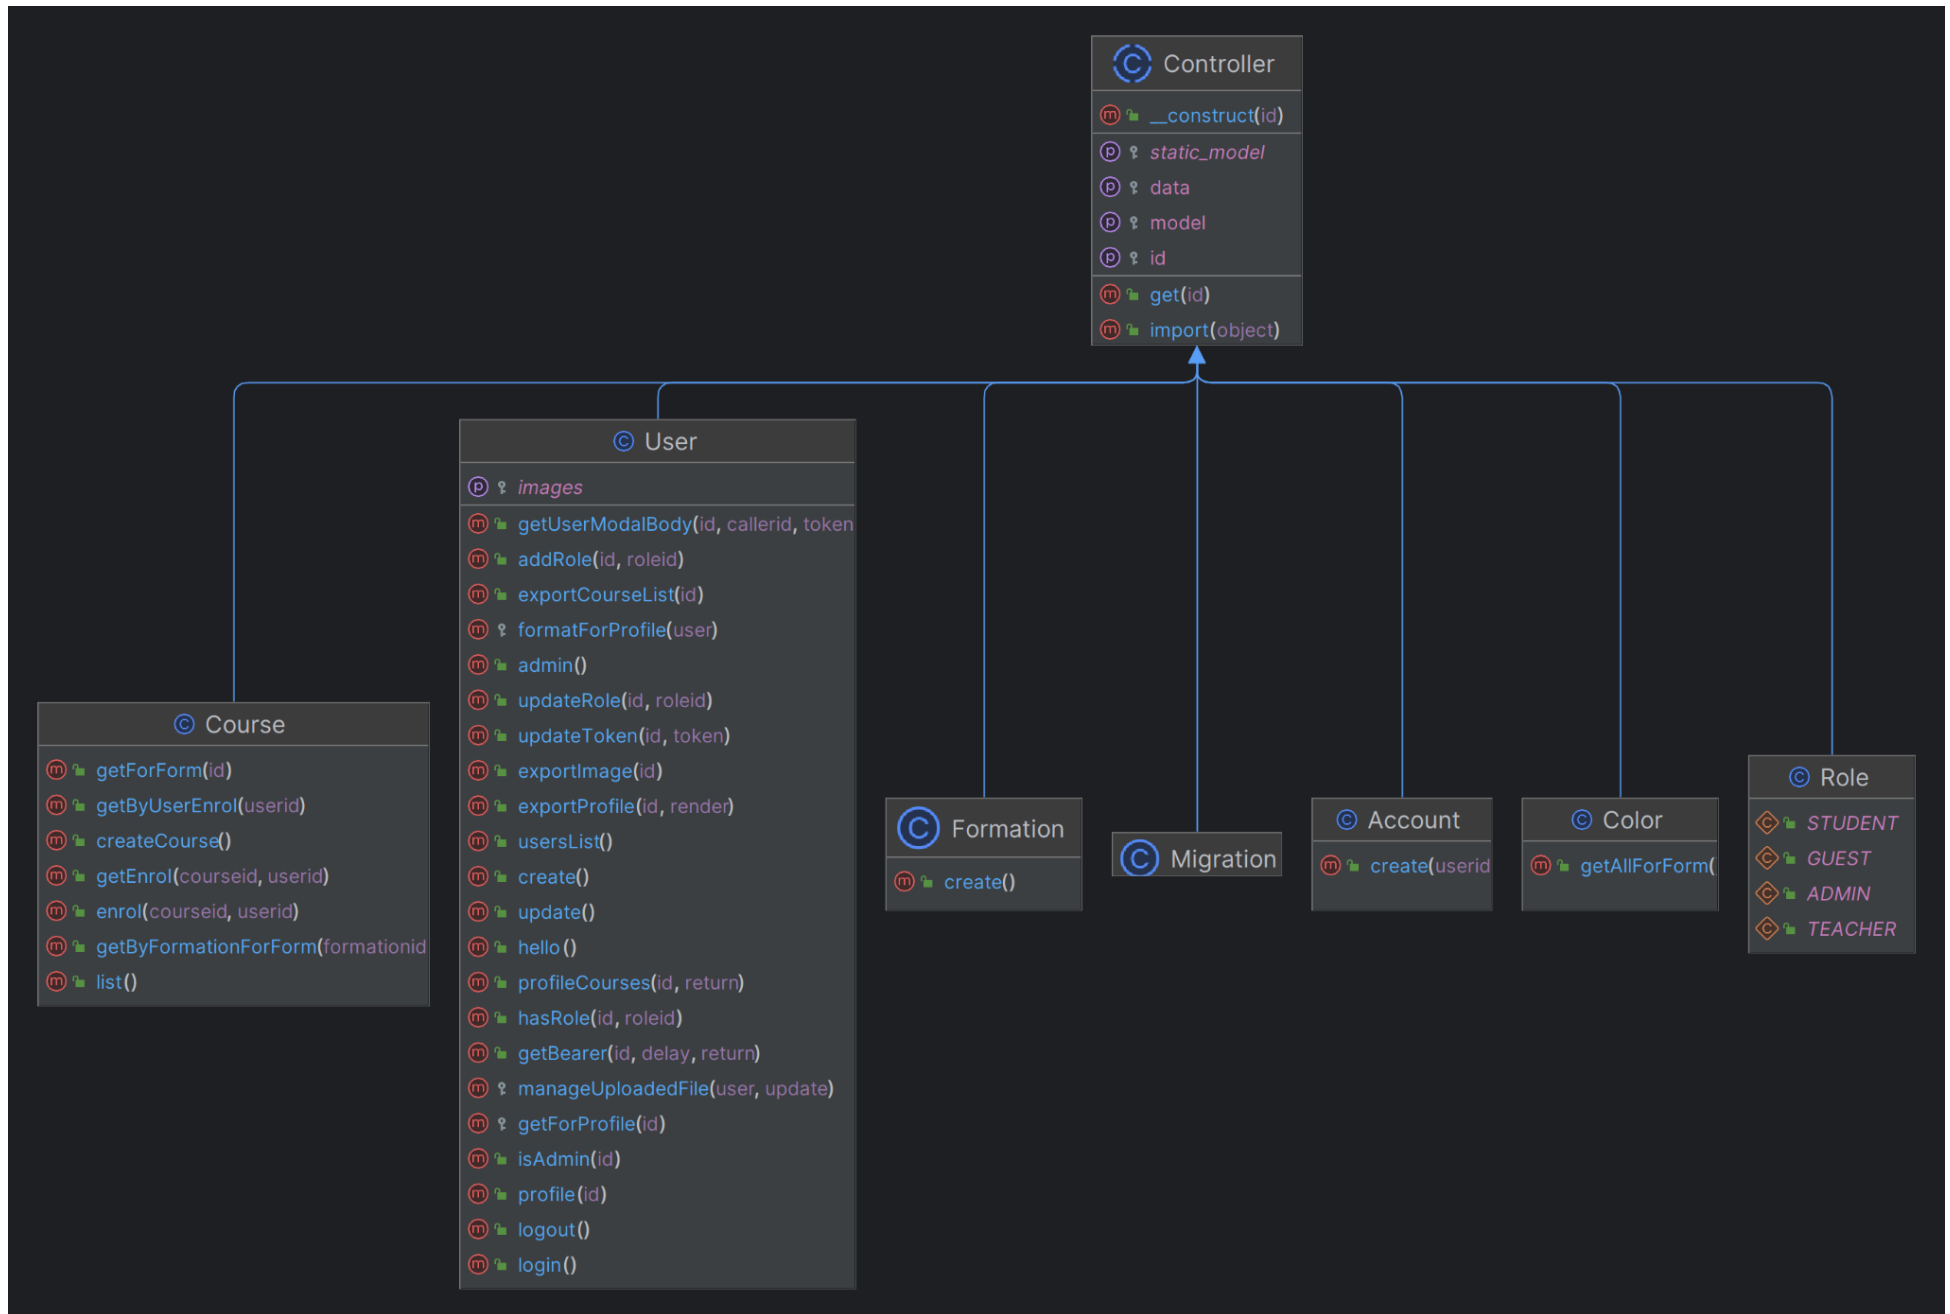 Controller
__construct(id)
static_model
data
model
id
get(id)
import(object)
User
images
getUserModalBody(id, callerid, token
addRole(id, roleid)
exportCourseList(id)
formatForProfile(user)
admin()
updateRole(id, roleid)
updateToken(id, token)
exportImage(id)
exportProfile(id, render)
usersList()
create()
update()
hello()
profileCourses(id, return)
hasRole(id, roleid)
getBearer(id, delay, return)
manageUploadedFile(user, update)
getForProfile(id)
isAdmin(id)
profile(id)
logout()
login()
Course
getForForm(id)
getByUserEnrol(userid)
createCourse()
getEnrol(courseid, userid)
enrol(courseid, userid)
getByFormationForForm(formationid
list()
Formation
create()
Migration
Account
create(userid
Color
getAllForForm(
Role
STUDENT
GUEST
ADMIN
TEACHER